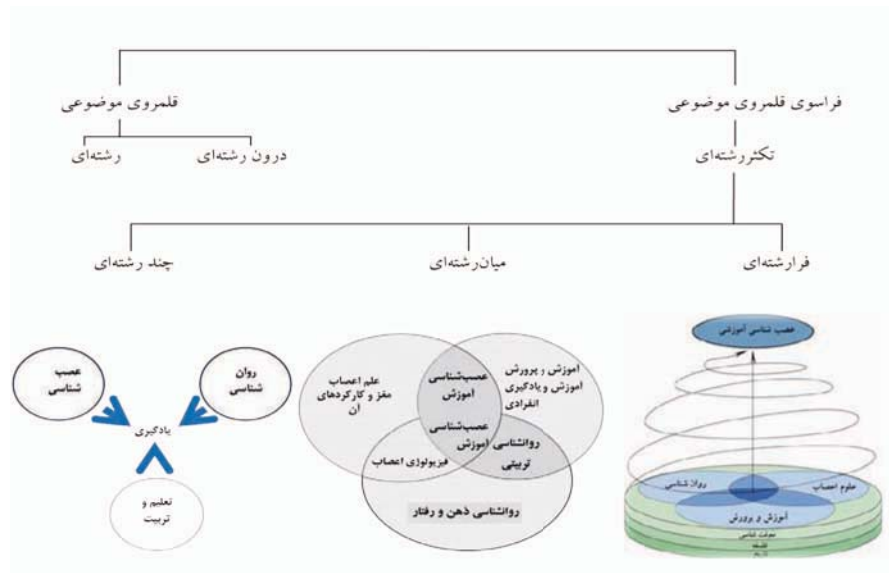 فراسوی قلمروی موضوعی
قلمروی موضوعی
تکثررشته‌ای
درون رشته‌ای
رشته‌ای
فرارشته‌ای
میان‌رشته‌ای
چند رشته‌ای
عصب شناسی آموزشی
روان شناسی
علوم اعصاب
آموزش و پرورش
معرفت شناسی
فلسفه
علم اعصاب
مغز و کارکردهای
آن
عصب‌شناسی
آموزش
آموزش ر پرورش
آموزش و یادگیری
انفرادی
عصب‌شناسی
آموزش
روانشناسی
تربیتی
فیزیولوژی اعصاب
روانشناسی ذهن و رفتار
روان
شناسی
عصب
شناسی
یادگیری
تعلیم و
تربیت